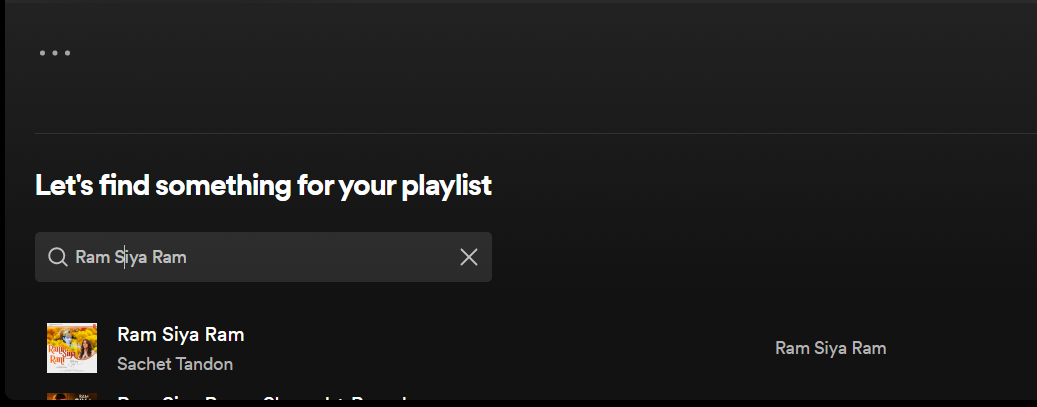 Let's find something for your playlist
Ram Siya Ram
Ram Siya Ram
Sachet Tandon
Ram Siya Ram